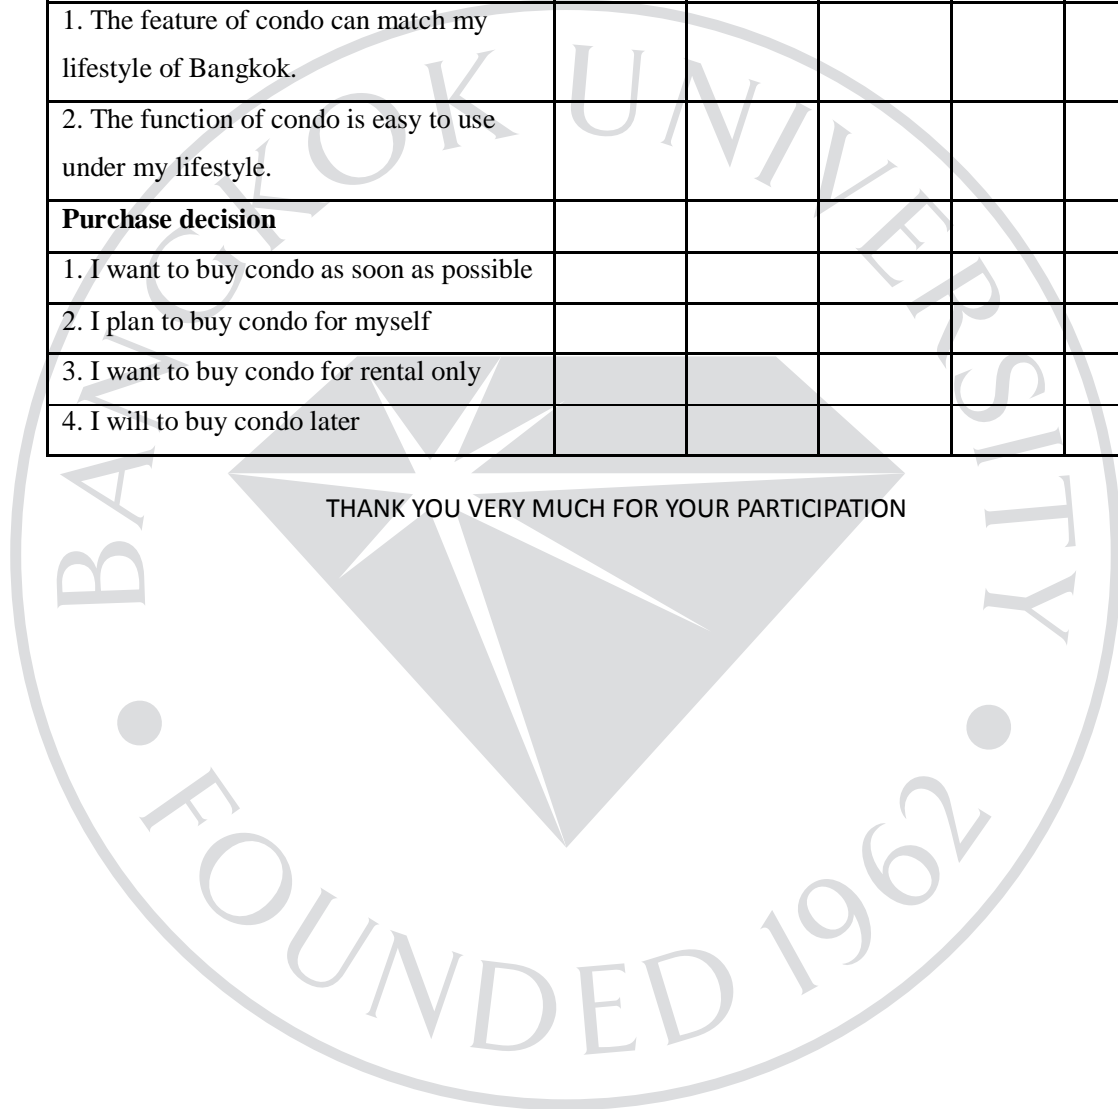 1. The feature of condo can match my
lifestyle of Bangkok.
2. The function of condo is easy to use
under my lifestyle.
Purchase decision
1. I want to buy condo as soon as possible
2. I plan to buy condo for myself
3. I want to buy condo for rental only
4. I will to buy condo later
THANK YOU VERY MUCH FOR YOUR PARTICIPATION
BANGKOK UNIVERSITY
FOUNDED 1962